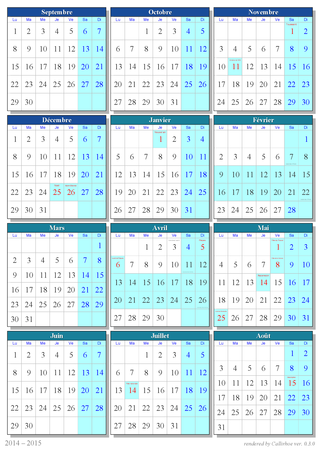 Septembre
Lu Ma Me Je Ve Sa Di
1 2 3 4 5 6 7
8 9 10 11 12 13 14
15 16 17 18 19 20 21
22 23 24 25 26 27 28
29 30
Octobre
Lu Ma Me Je Ve Sa Di
1 2 3 4 5
6 7 8 9 10 11 12
13 14 15 16 17 18 19
20 21 22 23 24 25 26
27 28 29 30 31
Novembre
Lu Ma Me Je Ve Sa Di
1 2
3 4 5 6 7 8 9
10 11 12 13 14 15 16
17 18 19 20 21 22 23
24 25 26 27 28 29 30
Décembre
Lu Ma Me Je Ve Sa Di
1 2 3 4 5 6 7
8 9 10 11 12 13 14
15 16 17 18 19 20 21
22 23 24 25 26 27 28
29 30 31
Janvier
Lu Ma Me Je Ve Sa Di
1 2 3 4
5 6 7 8 9 10 11
12 13 14 15 16 17 18
19 20 21 22 23 24 25
26 27 28 29 30 31
Février
Lu Ma Me Je Ve Sa Di
1
2 3 4 5 6 7 8
9 10 11 12 13 14 15
16 17 18 19 20 21 22
23 24 25 26 27 28
Mars
Lu Ma Me Je Ve Sa Di
1
2 3 4 5 6 7 8
9 10 11 12 13 14 15
16 17 18 19 20 21 22
23 24 25 26 27 28 29
30 31
Avril
Lu Ma Me Je Ve Sa Di
1 2 3 4 5
6 7 8 9 10 11 12
13 14 15 16 17 18 19
20 21 22 23 24 25 26
27 28 29 30
Mai
Lu Ma Me Je Ve Sa Di
1 2 3
4 5 6 7 8 9 10
11 12 13 14 15 16 17
18 19 20 21 22 23 24
25 26 27 28 29 30 31
Juin
Lu Ma Me Je Ve Sa Di
1 2 3 4 5 6 7
8 9 10 11 12 13 14
15 16 17 18 19 20 21
22 23 24 25 26 27 28
29 30
Juillet
Lu Ma Me Je Ve Sa Di
1 2 3 4 5
6 7 8 9 10 11 12
13 14 15 16 17 18 19
20 21 22 23 24 25 26
27 28 29 30 31
Août
Lu Ma Me Je Ve Sa Di
1 2
3 4 5 6 7 8 9
10 11 12 13 14 15 16
17 18 19 20 21 22 23
24 25 26 27 28 29 30
31
2014 – 2015
rendered by Callirhoe ver. 0.3.0